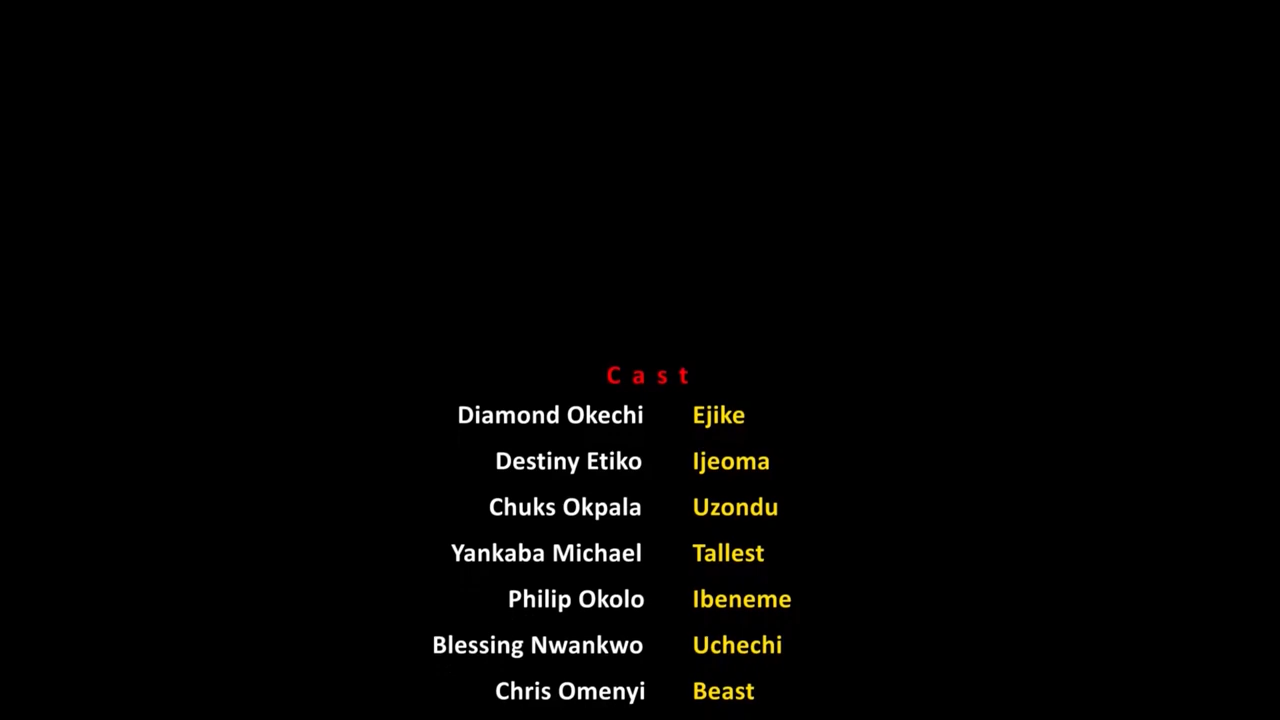 Cast
Diamond Okechi Ejike
Destiny Etiko Ijeoma
Chuks Okpala Uzondu
Yankaba Michael Tallest
Philip Okolo Ibeneme
Blessing Nwankwo Uchechi
Chris Omenyi Beast